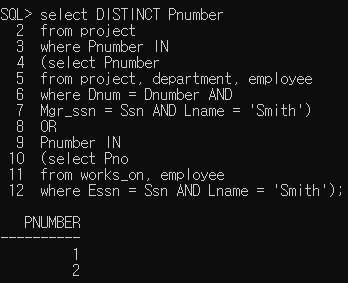 SQL> select DISTINCT Pnumber
2 from project
3 where Pnumber IN
4 (select Pnumber
5 from project, department, employee
6 where Dnum = Dnumber AND
7 Mgr_ssn = Ssn AND Lname = 'Smith')
8 OR
9 Pnumber IN
10 (select Pno
11 from works_on, employee
12 where Essn = Ssn AND Lname = 'Smith');
PNUMBER
----------
1
2